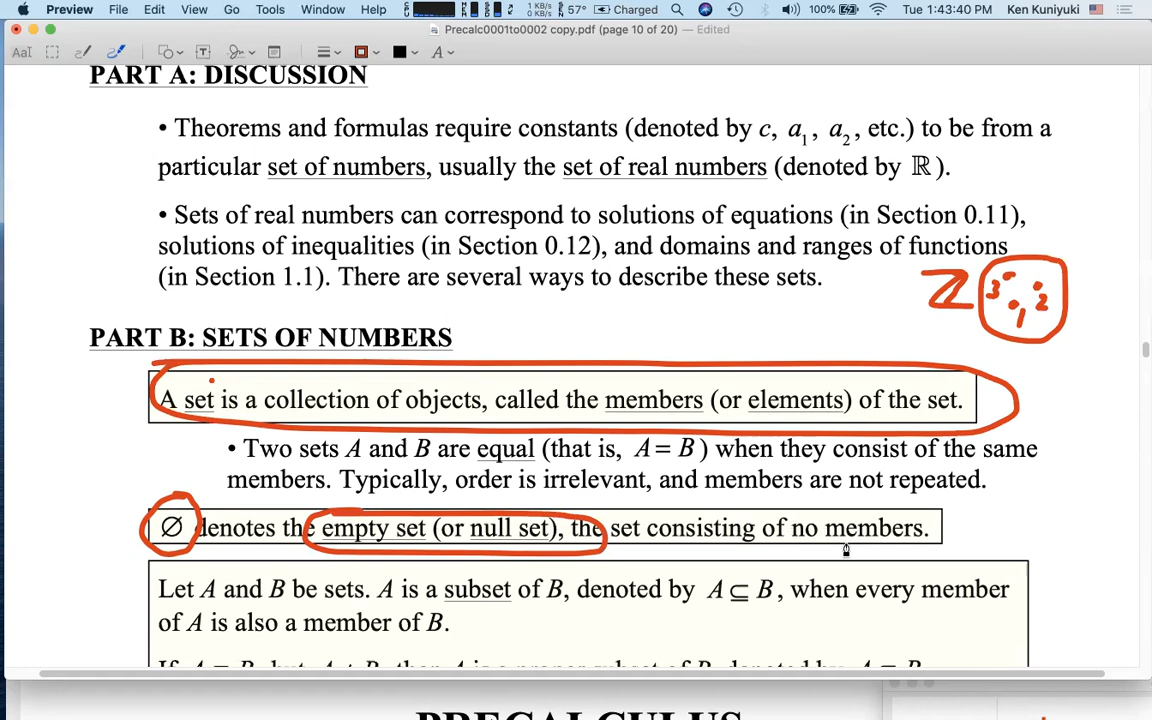 Preview File Edit View Go Tools Window Help 1 KB/s 0 KB/s 57° Charged 100% Tue 1:43:40 PM Ken Kuniyuki
Precalc0001to0002 copy.pdf (page 10 of 20) — Edited
PART A: DISCUSSION
• Theorems and formulas require constants (denoted by c, a₁, a₂, etc.) to be from a
particular set of numbers, usually the set of real numbers (denoted by ℝ).
• Sets of real numbers can correspond to solutions of equations (in Section 0.11),
solutions of inequalities (in Section 0.12), and domains and ranges of functions
(in Section 1.1). There are several ways to describe these sets.
ℤ 3 1 2
PART B: SETS OF NUMBERS
A set is a collection of objects, called the members (or elements) of the set.
• Two sets A and B are equal (that is, A = B) when they consist of the same
members. Typically, order is irrelevant, and members are not repeated.
∅ denotes the empty set (or null set), the set consisting of no members.
Let A and B be sets. A is a subset of B, denoted by A ⊆ B, when every member
of A is also a member of B.
PRECALCULUS